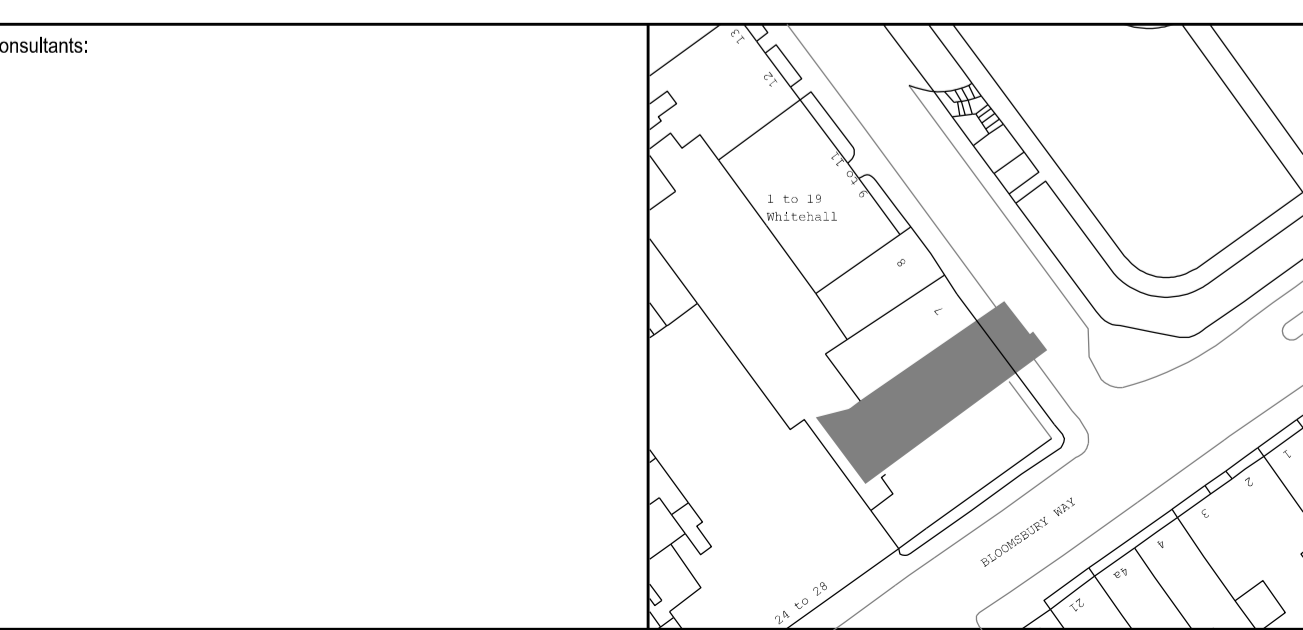 onsultants:
13
12
9 to 11
1 to 19
Whitehall
8
7
BLOOMSBURY WAY
24 to 28
1
2
3
4
4a
21